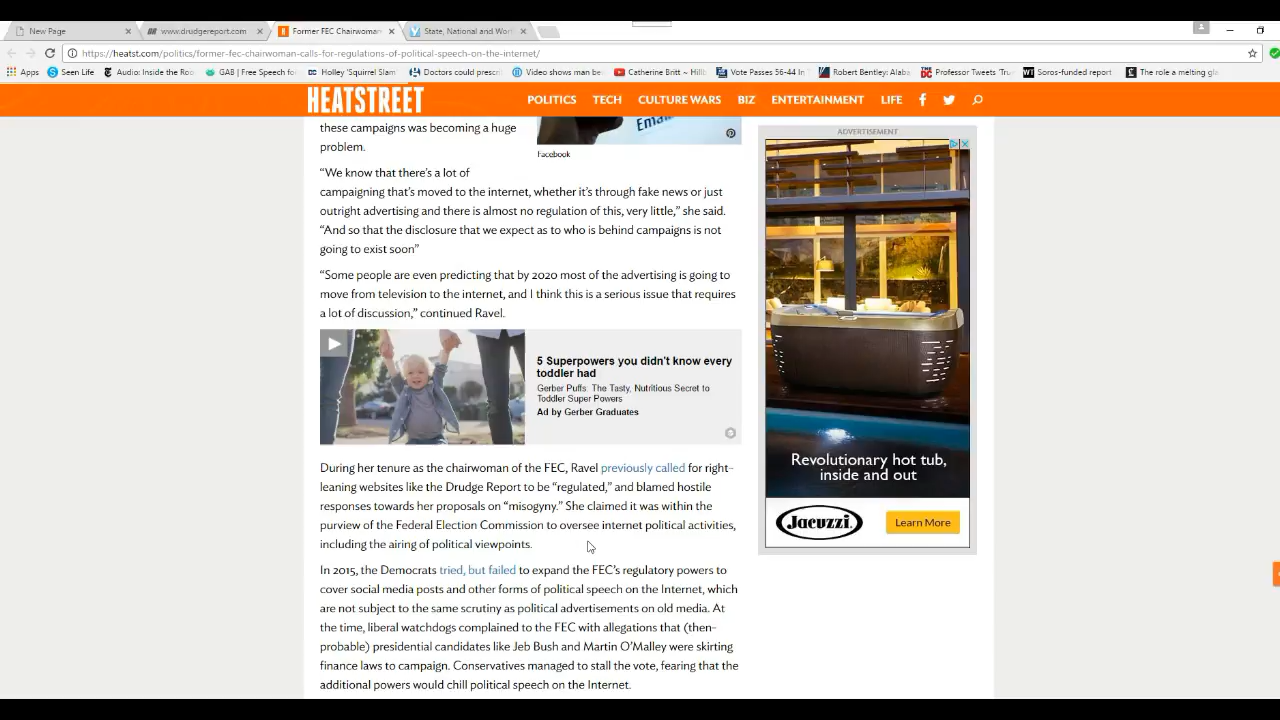 New Page
www.drudgereport.com
Former FEC Chairwoman
State, National and Wor
https://heatst.com/politics/former-fec-chairwoman-calls-for-regulations-of-political-speech-on-the-internet/
Apps
Seen Life
Audio: Inside the Roo
GAB | Free Speech fo
Holley 'Squirrel Slam
Doctors could prescri
Video shows man be
Catherine Britt ~ Hillb
Vote Passes 56-44 In
Robert Bentley: Alaba
Professor Tweets 'Tru
Soros-funded report
The role a melting gla
HEATSTREET
POLITICS TECH CULTURE WARS BIZ ENTERTAINMENT LIFE
these campaigns was becoming a huge
problem.
Email
Facebook
“We know that there’s a lot of
campaigning that’s moved to the internet, whether it’s through fake news or just
outright advertising and there is almost no regulation of this, very little,” she said.
“And so that the disclosure that we expect as to who is behind campaigns is not
going to exist soon”
“Some people are even predicting that by 2020 most of the advertising is going to
move from television to the internet, and I think this is a serious issue that requires
a lot of discussion,” continued Ravel.
5 Superpowers you didn't know every
toddler had
Gerber Puffs: The Tasty, Nutritious Secret to
Toddler Super Powers
Ad by Gerber Graduates
During her tenure as the chairwoman of the FEC, Ravel previously called for right-
leaning websites like the Drudge Report to be “regulated,” and blamed hostile
responses towards her proposals on “misogyny.” She claimed it was within the
purview of the Federal Election Commission to oversee internet political activities,
including the airing of political viewpoints.
In 2015, the Democrats tried, but failed to expand the FEC’s regulatory powers to
cover social media posts and other forms of political speech on the Internet, which
are not subject to the same scrutiny as political advertisements on old media. At
the time, liberal watchdogs complained to the FEC with allegations that (then-
probable) presidential candidates like Jeb Bush and Martin O’Malley were skirting
finance laws to campaign. Conservatives managed to stall the vote, fearing that the
additional powers would chill political speech on the Internet.
ADVERTISEMENT
Revolutionary hot tub,
inside and out
Jacuzzi
Learn More